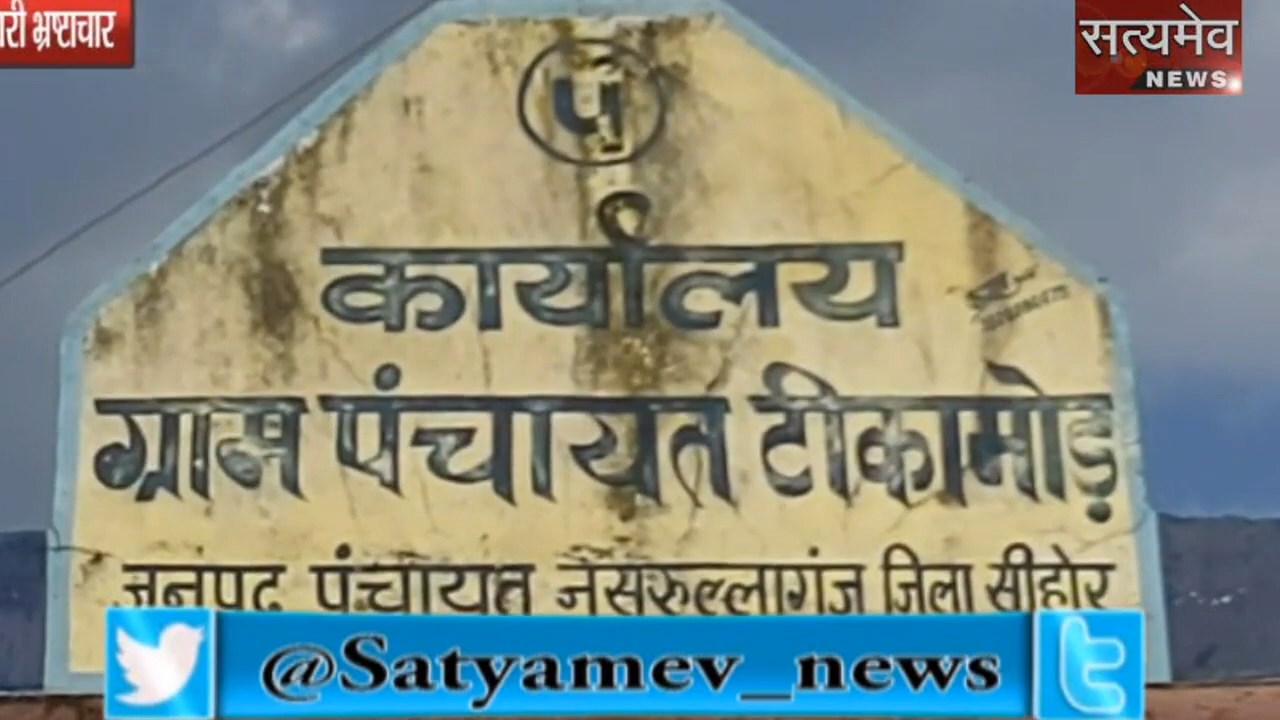 री भ्रष्टाचार
सत्यमेव
NEWS
पं
कार्यालय
ग्राम पंचायत टीकामोड़
जनपद पंचायत नसरुल्लागंज जिला सीहोर
@Satyamev_news